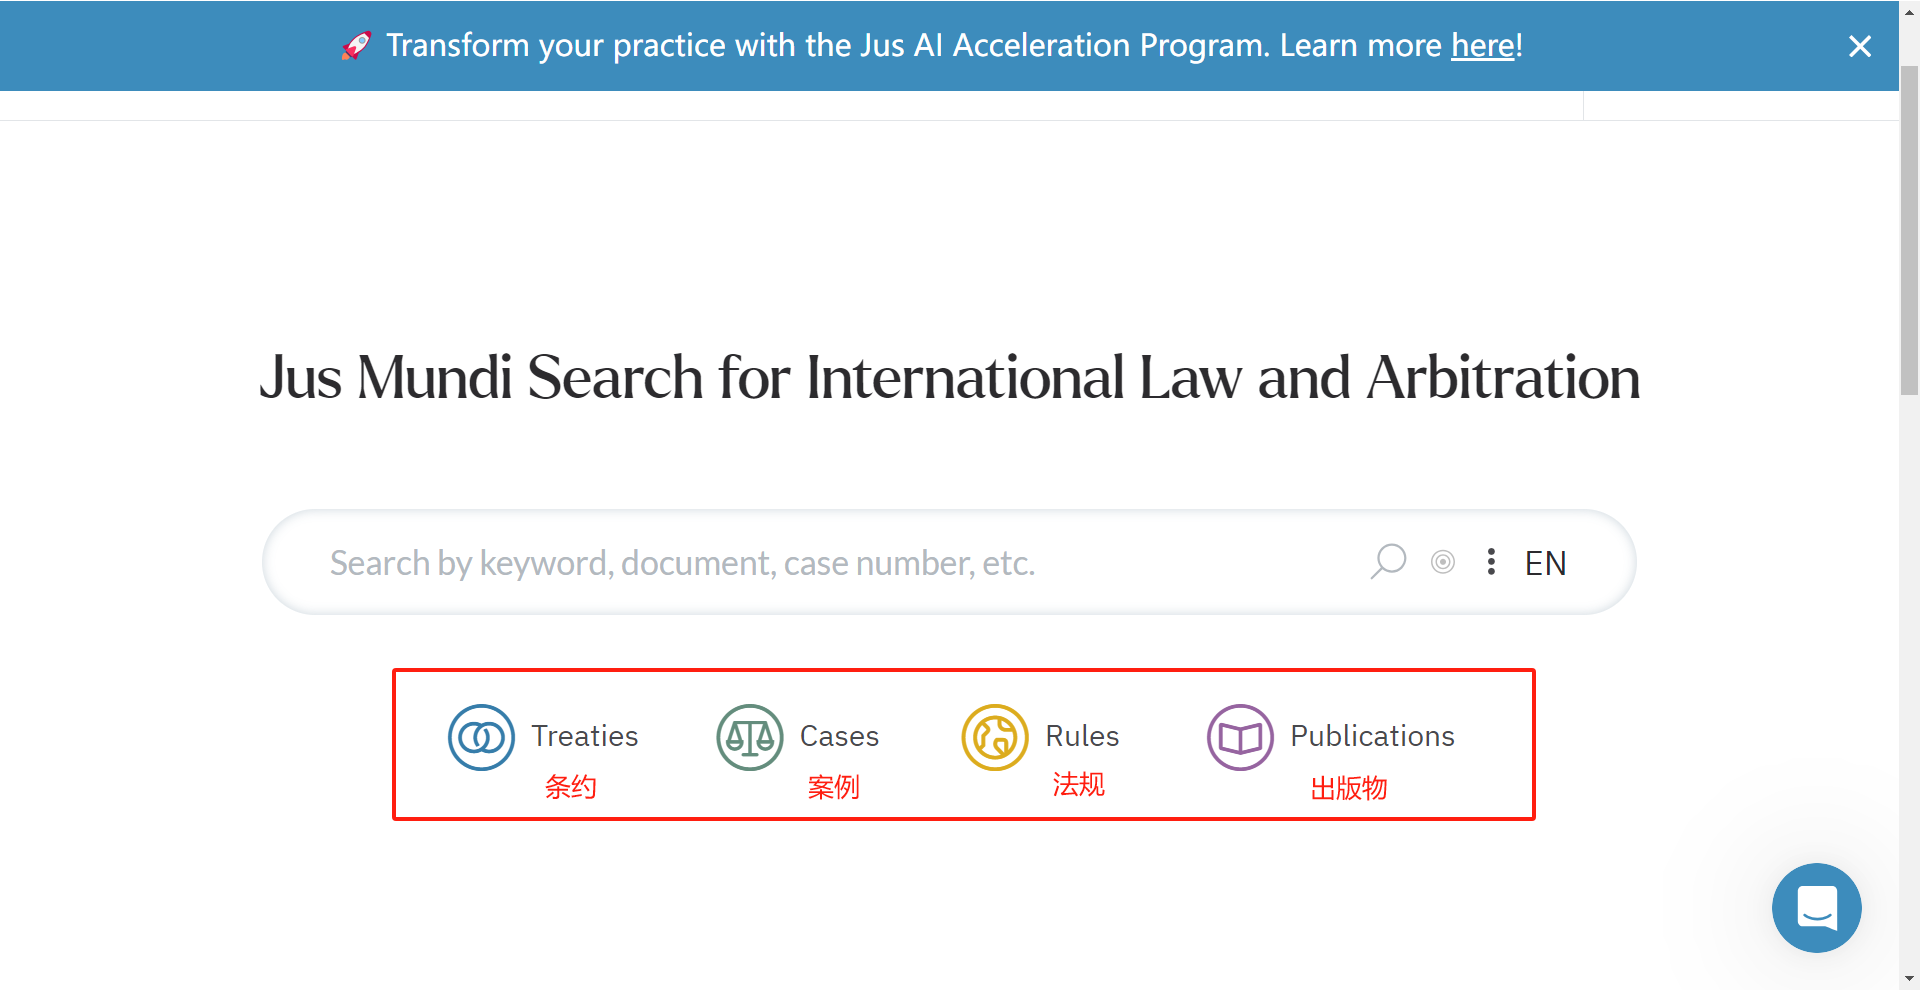 🚀 Transform your practice with the Jus AI Acceleration Program. Learn more here!
Jus Mundi Search for International Law and Arbitration
Search by keyword, document, case number, etc.
EN
Treaties Cases Rules Publications
条约 案例 法规 出版物